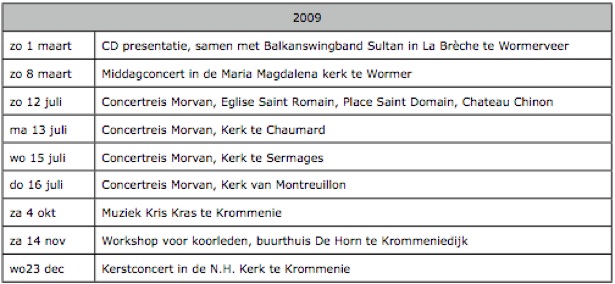 2009
zo 1 maart CD presentatie, samen met Balkanswingband Sultan in La Brèche te Wormerveer
zo 8 maart Middagconcert in de Maria Magdalena kerk te Wormer
zo 12 juli Concertreis Morvan, Eglise Saint Romain, Place Saint Domain, Chateau Chinon
ma 13 juli Concertreis Morvan, Kerk te Chaumard
wo 15 juli Concertreis Morvan, Kerk te Sermages
do 16 juli Concertreis Morvan, Kerk van Montreuillon
za 4 okt Muziek Kris Kras te Krommenie
za 14 nov Workshop voor koorleden, buurthuis De Horn te Krommeniedijk
wo23 dec Kerstconcert in de N.H. Kerk te Krommenie